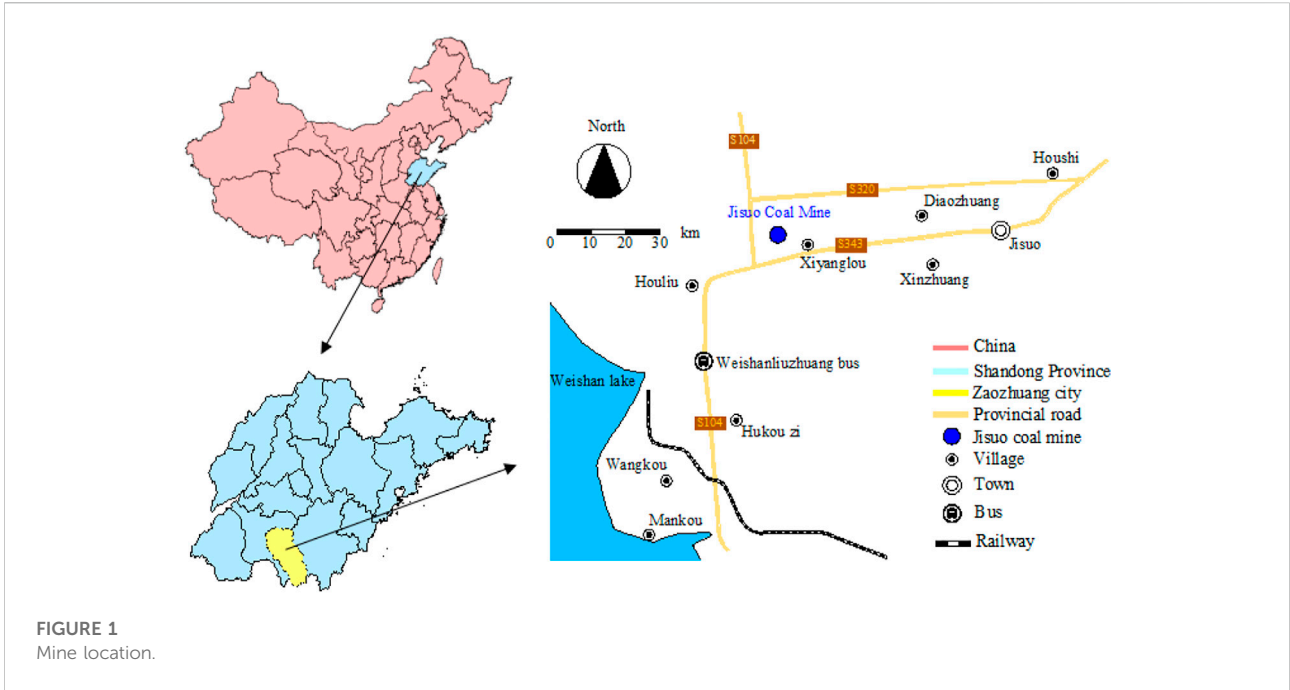 North
0 10 20 30 km
S104
S320
Houshi
Diaozhuang
Jisuo Coal Mine
S343
Jisuo
Xiyanglou
Xinzhuang
Houliu
Weishanliuzhuang bus
Weishan lake
S104
Hukou zi
Wangkou
Mankou
China
Shandong Province
Zaozhuang city
Provincial road
Jisuo coal mine
Village
Town
Bus
Railway
FIGURE 1
Mine location.